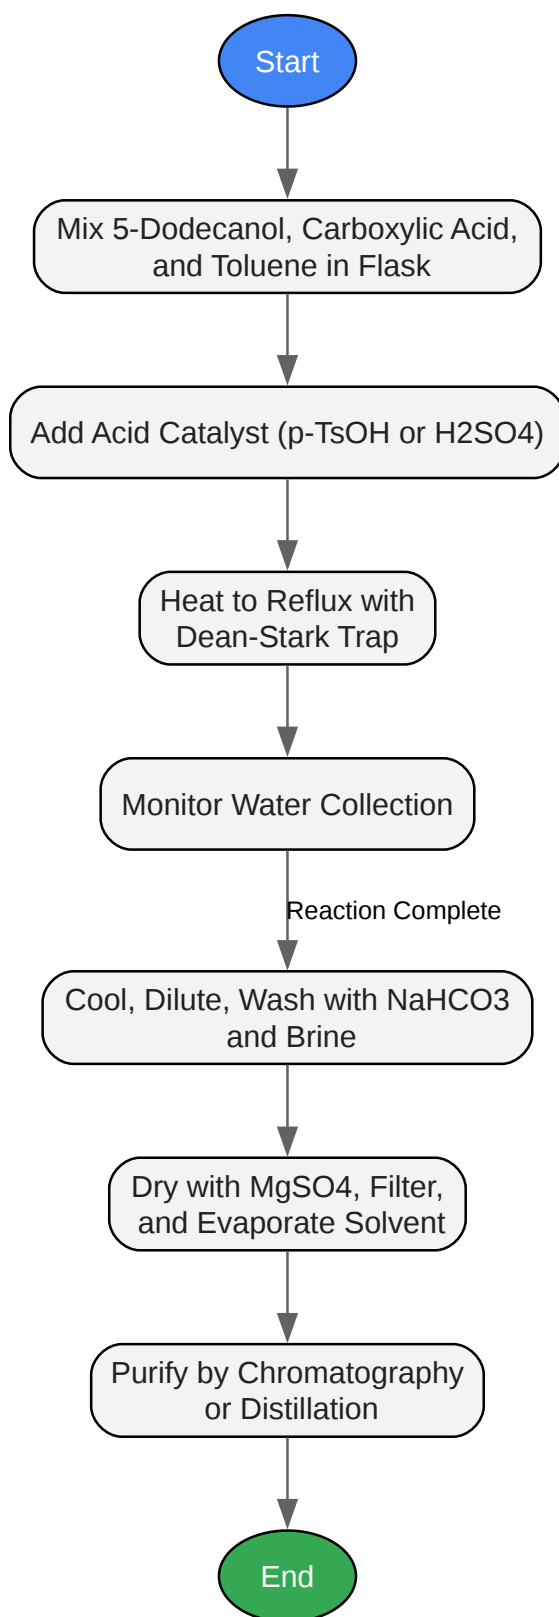 Start
Mix 5-Dodecanol, Carboxylic Acid,
and Toluene in Flask
Add Acid Catalyst (p-TsOH or H2SO4)
Heat to Reflux with
Dean-Stark Trap
Monitor Water Collection
Reaction Complete
Cool, Dilute, Wash with NaHCO3
and Brine
Dry with MgSO4, Filter,
and Evaporate Solvent
Purify by Chromatography
or Distillation
End